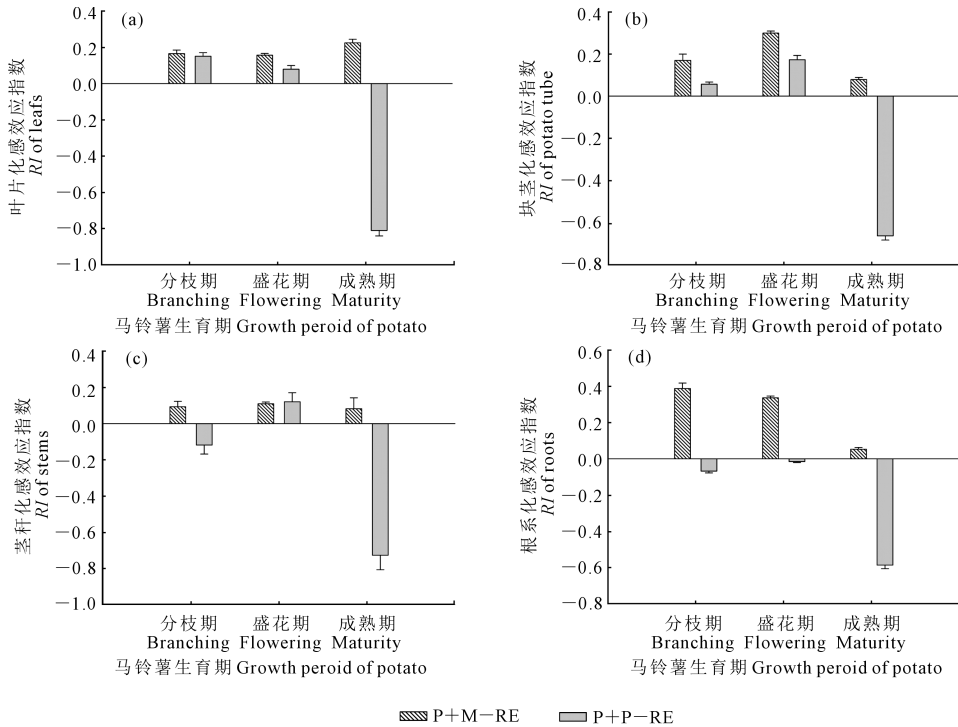 (a)
叶片化感效应指数
RI of leafs
0.4
0.2
0.0
−0.2
−0.4
−0.6
−0.8
−1.0
分枝期 盛花期 成熟期
Branching Flowering Maturity
马铃薯生育期 Growth peroid of potato
(b)
块茎化感效应指数
RI of potato tube
0.4
0.2
0.0
−0.2
−0.4
−0.6
−0.8
分枝期 盛花期 成熟期
Branching Flowering Maturity
马铃薯生育期 Growth peroid of potato
(c)
茎秆化感效应指数
RI of stems
0.4
0.2
0.0
−0.2
−0.4
−0.6
−0.8
−1.0
分枝期 盛花期 成熟期
Branching Flowering Maturity
马铃薯生育期 Growth peroid of potato
(d)
根系化感效应指数
RI of roots
0.6
0.4
0.2
0.0
−0.2
−0.4
−0.6
−0.8
分枝期 盛花期 成熟期
Branching Flowering Maturity
马铃薯生育期 Growth peroid of potato
P+M−RE P+P−RE